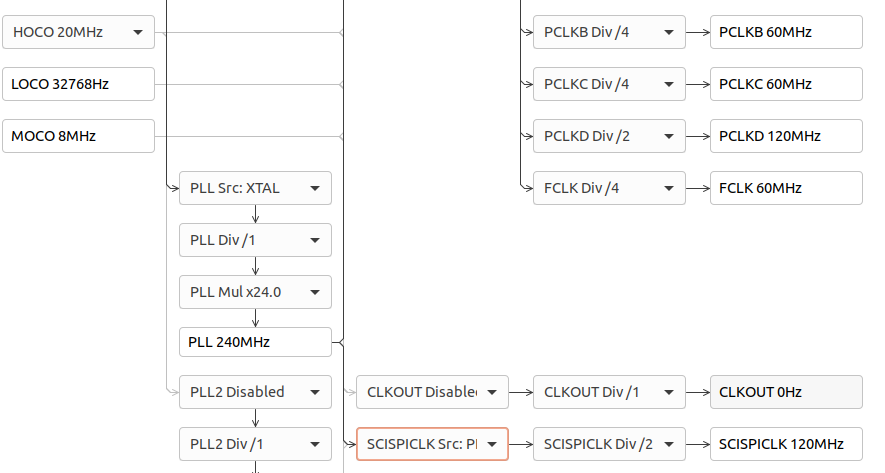 HOCO 20MHz
PCLKB Div /4
PCLKB 60MHz
LOCO 32768Hz
PCLKC Div /4
PCLKC 60MHz
MOCO 8MHz
PCLKD Div /2
PCLKD 120MHz
PLL Src: XTAL
FCLK Div /4
FCLK 60MHz
PLL Div /1
PLL Mul x24.0
PLL 240MHz
PLL2 Disabled
CLKOUT Disabled
CLKOUT Div /1
CLKOUT 0Hz
PLL2 Div /1
SCISPICLK Src: Pl
SCISPICLK Div /2
SCISPICLK 120MHz